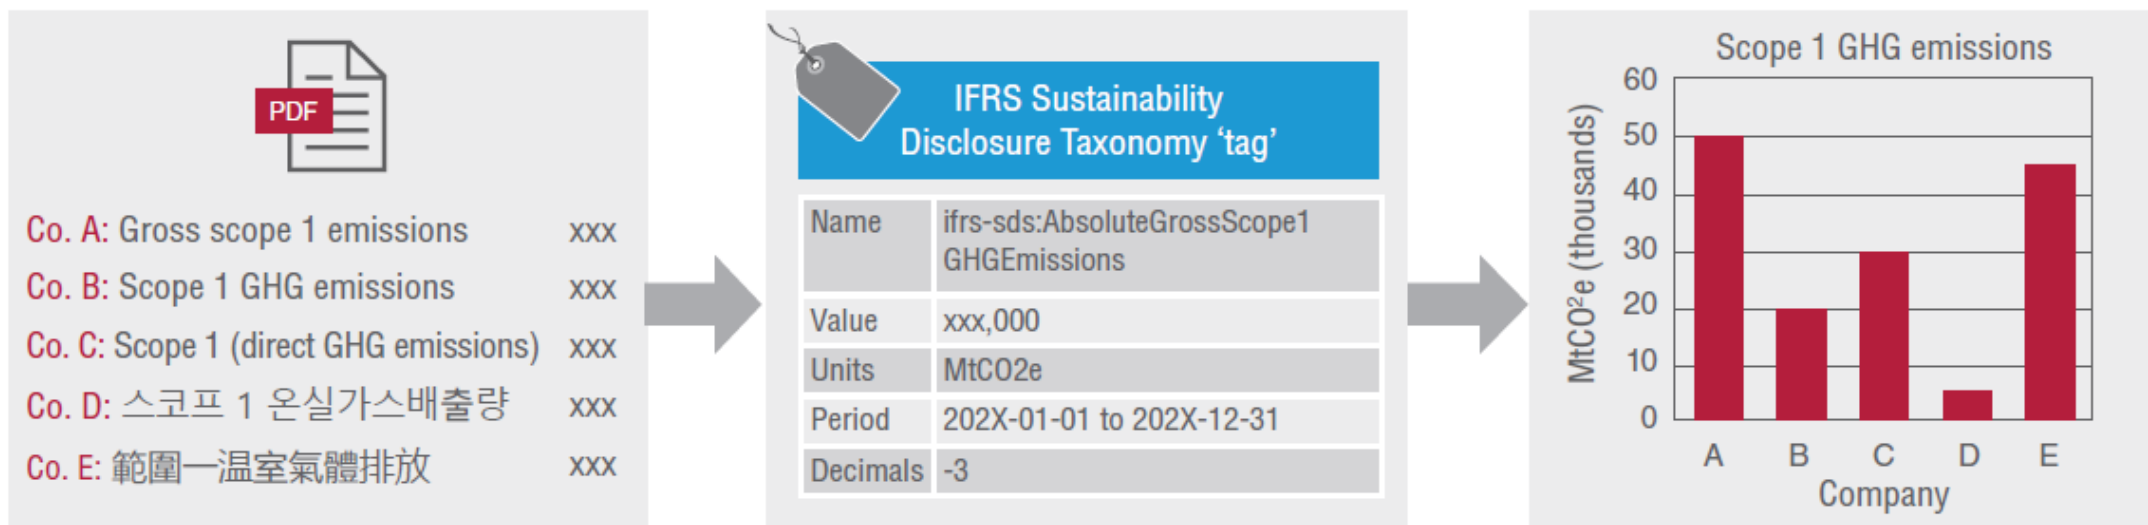 PDF
Co. A: Gross scope 1 emissions xxx
Co. B: Scope 1 GHG emissions xxx
Co. C: Scope 1 (direct GHG emissions) xxx
Co. D: 스코프 1 온실가스배출량 xxx
Co. E: 範圍一温室氣體排放 xxx
IFRS Sustainability
Disclosure Taxonomy ‘tag’
Name ifrs-sds:AbsoluteGrossScope1
GHGEmissions
Value xxx,000
Units MtCO2e
Period 202X-01-01 to 202X-12-31
Decimals -3
Scope 1 GHG emissions
MtCO²e (thousands)
60
50
40
30
20
10
0
A B C D E
Company